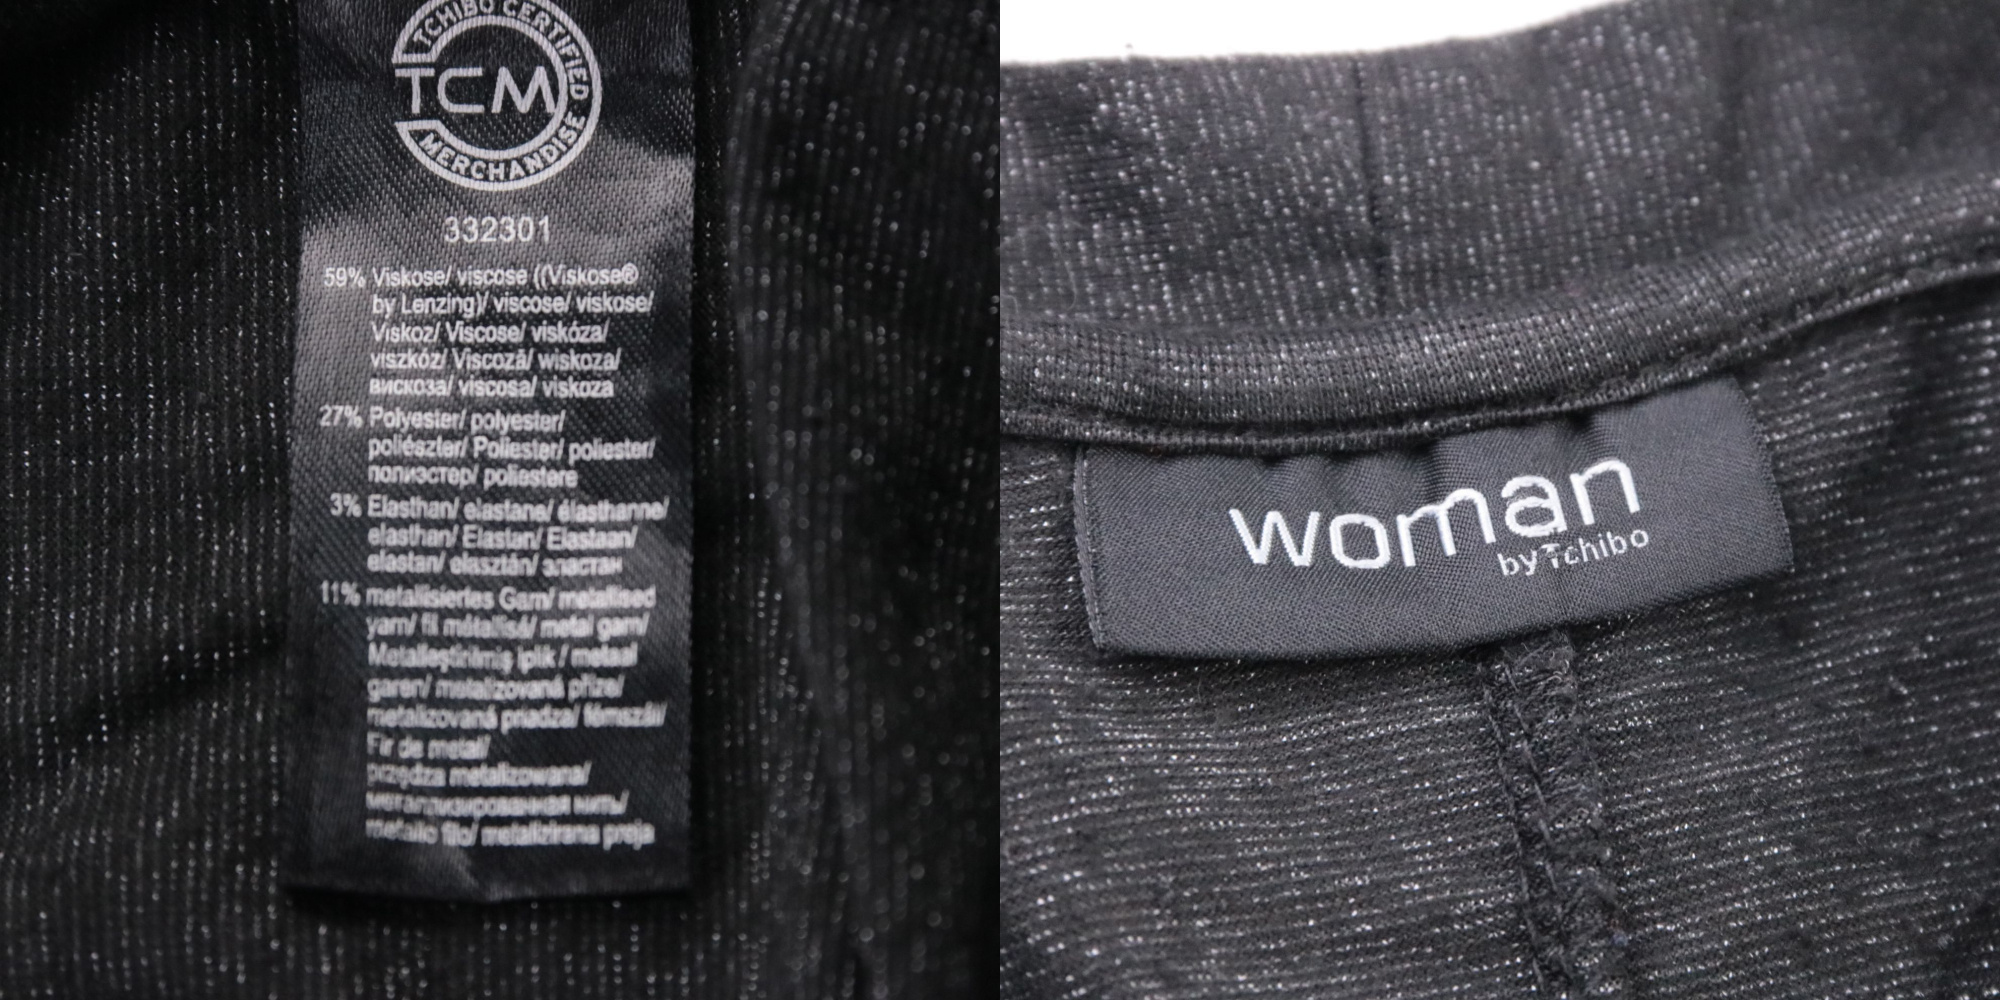 TCHIBO CERTIFIED
TCM
MERCHANDISE
332301
59% Viskose/ viscose ((Viskose®
by Lenzing)/ viscose/ viskose/
Viskoz/ Viscose/ viskóza/
viszkóz/ Viscoză/ wiskoza/
вискоза/ viscosa/ viskoza
27% Polyester/ polyester/
poliészter/ Poliester/ poliester/
полиэстер/ poliestere
3% Elasthan/ elastane/ élasthanne/
elasthan/ Elastan/ Elastaan/
elastan/ elasztán/ эластан
11% metallisiertes Garn/ metallised
yarn/ fil métallisé/ metal garn/
Metalleştirilmiş iplik / metaal
garen/ metalizovaná příze/
metalizovaná priadza/ fémszál/
Fir de metal/
przędza metalizowana/
металлизированная нить/
metallo filo/ metalizirana preja
woman
by Tchibo